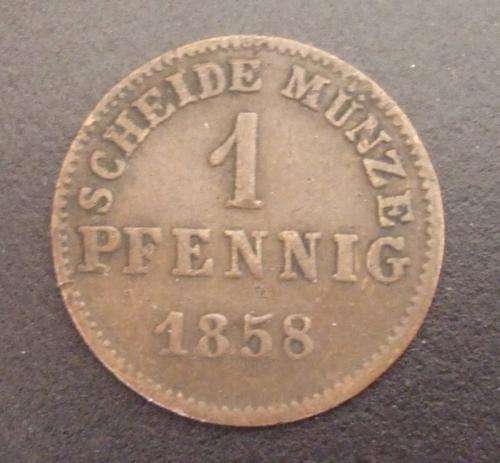 SCHEIDE MÜNZE
1
PFENNIG
1858